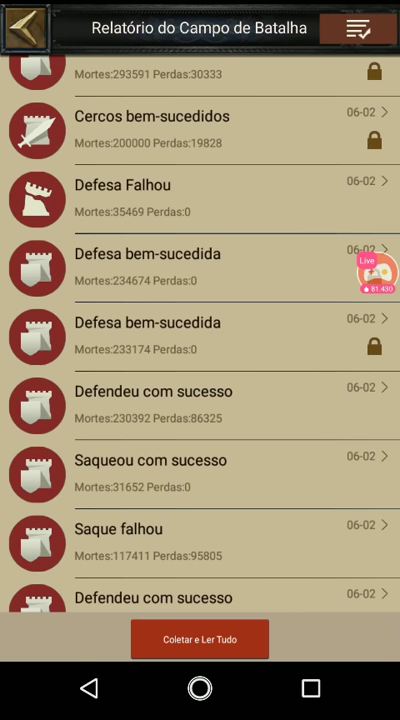 Relatório do Campo de Batalha
Mortes:293591 Perdas:30333
Cercos bem-sucedidos
06-02
Mortes:200000 Perdas:19828
Defesa Falhou
06-02
Mortes:35469 Perdas:0
Defesa bem-sucedida
06-02
Live
Mortes:234674 Perdas:0
81.430
Defesa bem-sucedida
06-02
Mortes:233174 Perdas:0
Defendeu com sucesso
06-02
Mortes:230392 Perdas:86325
Saqueou com sucesso
06-02
Mortes:31652 Perdas:0
Saque falhou
06-02
Mortes:117411 Perdas:95805
Defendeu com sucesso
06-02
Coletar e Ler Tudo